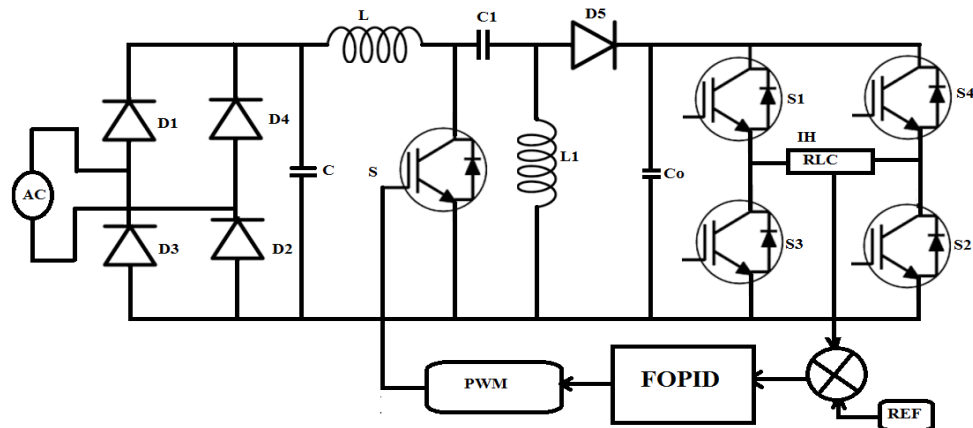 L
C1
D5
D1
D4
S1
S4
IH
RLC
L1
C
S
Co
AC
D3
D2
S3
S2
PWM
FOPID
REF